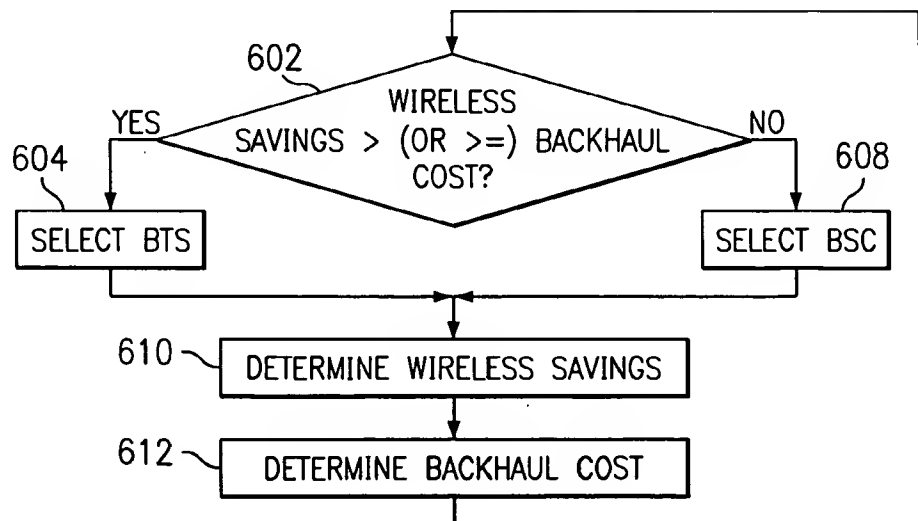 602
WIRELESS
SAVINGS > (OR >=) BACKHAUL
COST?
YES
NO
604
608
SELECT BTS
SELECT BSC
610
DETERMINE WIRELESS SAVINGS
612
DETERMINE BACKHAUL COST